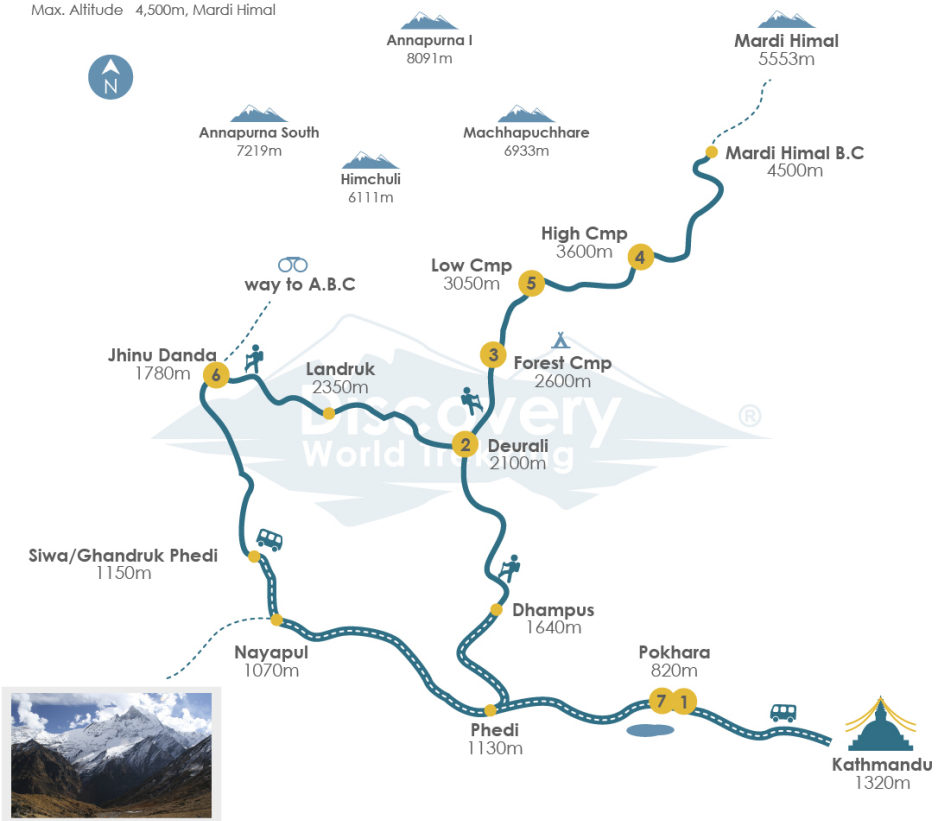 Max. Altitude 4,500m, Mardi Himal
N
Annapurna I
8091m
Mardi Himal
5553m
Annapurna South
7219m
Machhapuchhare
6933m
Himchuli
6111m
Mardi Himal B.C
4500m
High Cmp
3600m
4
Low Cmp
3050m
5
way to A.B.C
Jhinu Danda
1780m
6
Landruk
2350m
3
Forest Cmp
2600m
Discovery
World Trekking
®
2
Deurali
2100m
Siwa/Ghandruk Phedi
1150m
Dhampus
1640m
Nayapul
1070m
Pokhara
820m
7 1
Phedi
1130m
Kathmandu
1320m